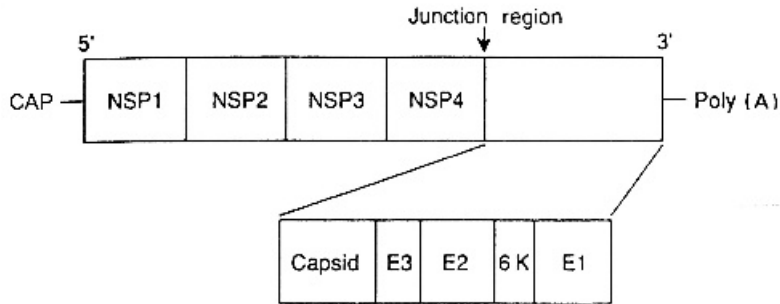 Junction region
5' 3'
CAP NSP1 NSP2 NSP3 NSP4 Poly (A)
Capsid E3 E2 6 K E1